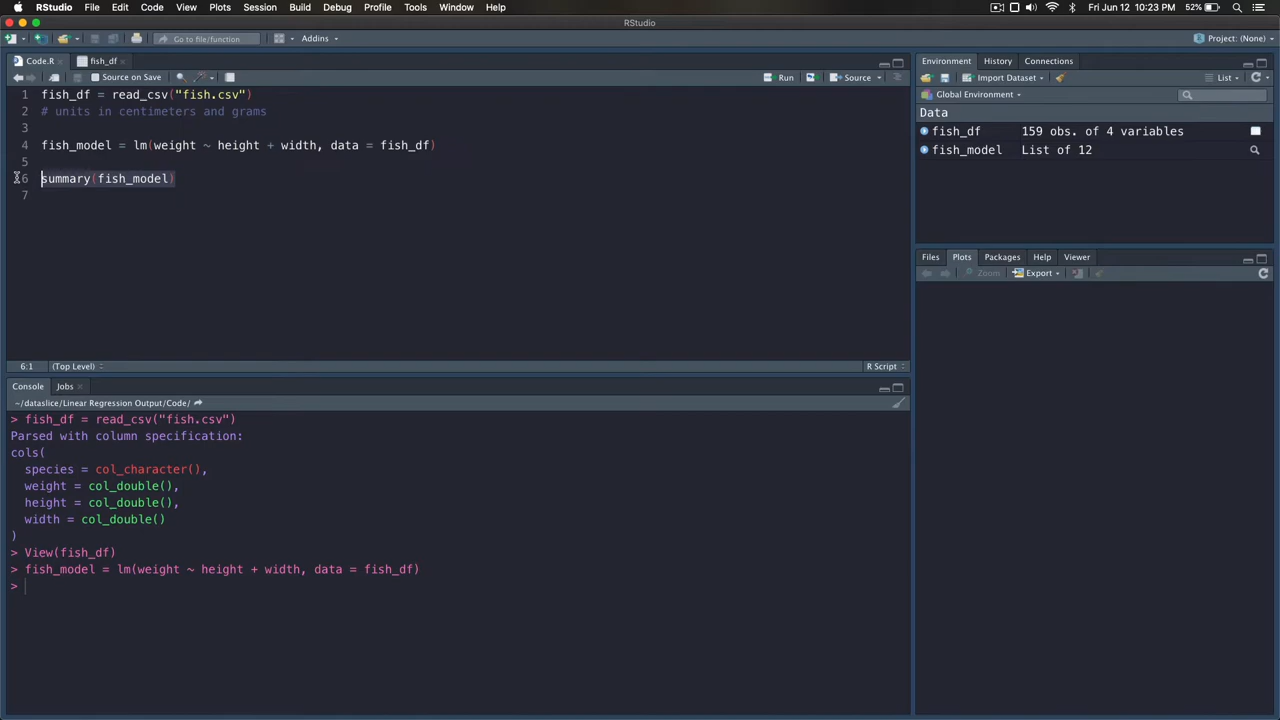 RStudio File Edit Code View Plots Session Build Debug Profile Tools Window Help 52% Fri Jun 12 10:23 PM
RStudio
Go to file/function Addins Project: (None)
Code.R fish_df
Source on Save Run Source
1 fish_df = read_csv("fish.csv")
2 # units in centimeters and grams
3
4 fish_model = lm(weight ~ height + width, data = fish_df)
5
6 summary(fish_model)
7
6:1 (Top Level) R Script
Console Jobs
~/dataslice/Linear Regression Output/Code/
> fish_df = read_csv("fish.csv")
Parsed with column specification:
cols(
species = col_character(),
weight = col_double(),
height = col_double(),
width = col_double()
)
> View(fish_df)
> fish_model = lm(weight ~ height + width, data = fish_df)
>
Environment History Connections
Import Dataset List
Global Environment
Data
fish_df 159 obs. of 4 variables
fish_model List of 12
Files Plots Packages Help Viewer
Zoom Export